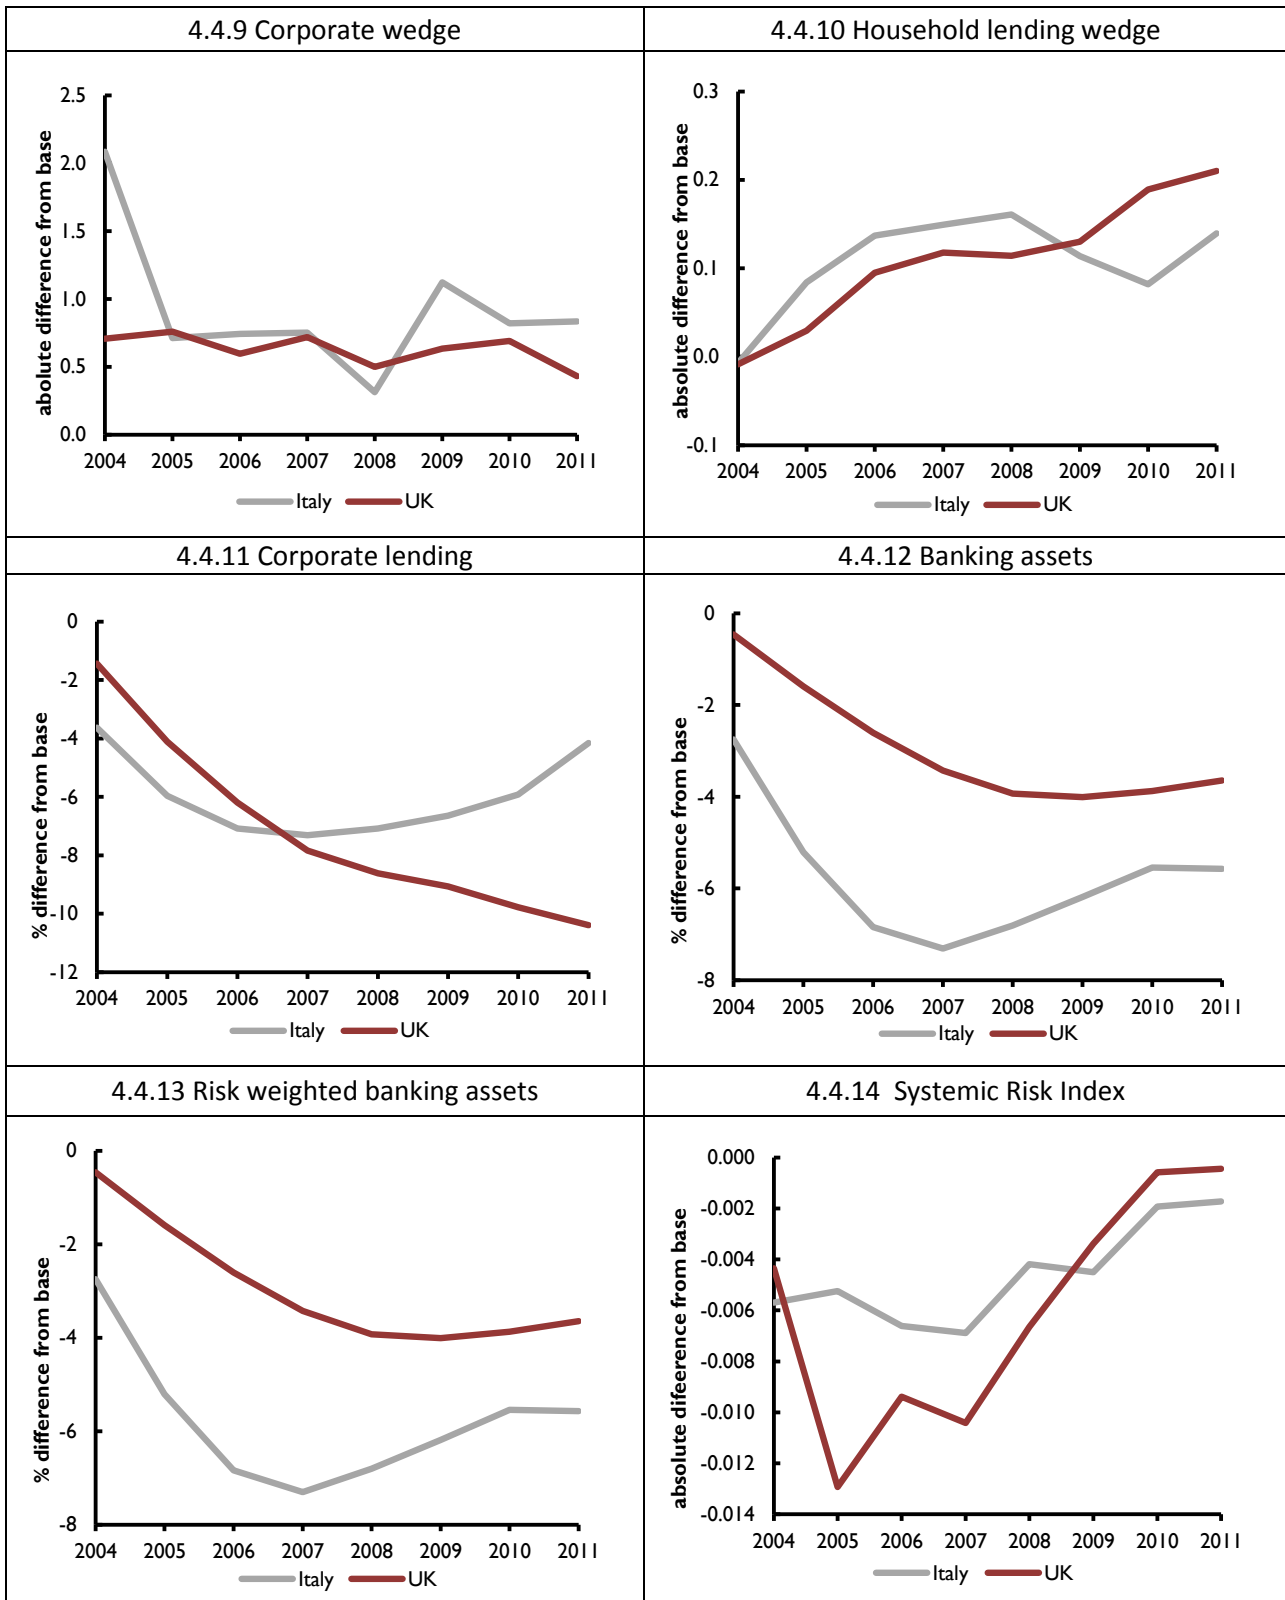 4.4.9 Corporate wedge
abolute difference from base
2.5
2.0
1.5
1.0
0.5
0.0
2004 2005 2006 2007 2008 2009 2010 2011
Italy UK
4.4.10 Household lending wedge
absolute difference from base
0.3
0.2
0.1
0.0
-0.1
2004 2005 2006 2007 2008 2009 2010 2011
Italy UK
4.4.11 Corporate lending
% difference from base
0
-2
-4
-6
-8
-10
-12
2004 2005 2006 2007 2008 2009 2010 2011
Italy UK
4.4.12 Banking assets
% difference from base
0
-2
-4
-6
-8
2004 2005 2006 2007 2008 2009 2010 2011
Italy UK
4.4.13 Risk weighted banking assets
% difference from base
0
-2
-4
-6
-8
2004 2005 2006 2007 2008 2009 2010 2011
Italy UK
4.4.14 Systemic Risk Index
absolute difeerence from base
0.000
-0.002
-0.004
-0.006
-0.008
-0.010
-0.012
-0.014
2004 2005 2006 2007 2008 2009 2010 2011
Italy UK